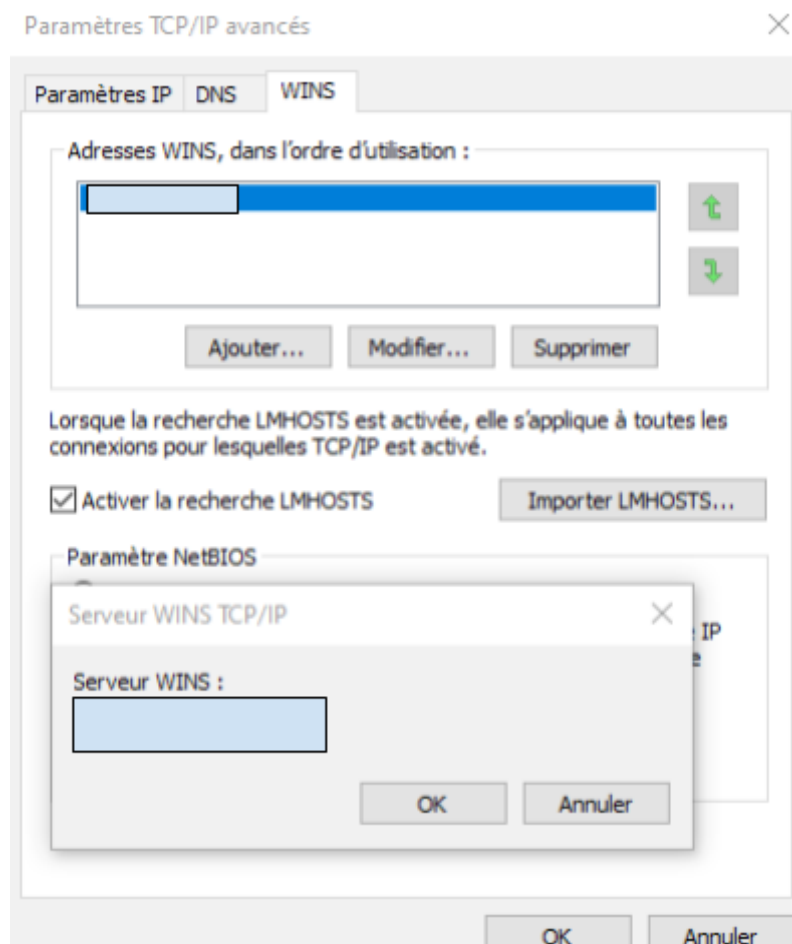 Paramètres TCP/IP avancés
Paramètres IP DNS WINS
Adresses WINS, dans l'ordre d'utilisation :
Ajouter... Modifier... Supprimer
Lorsque la recherche LMHOSTS est activée, elle s'applique à toutes les
connexions pour lesquelles TCP/IP est activé.
Activer la recherche LMHOSTS Importer LMHOSTS...
Paramètre NetBIOS
Serveur WINS TCP/IP
IP
Serveur WINS :
OK Annuler
OK Annuler